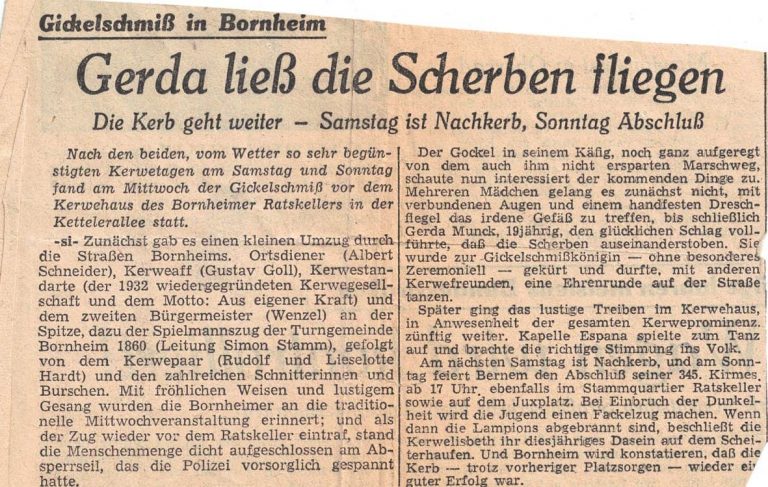 Gickelschmiß in Bornheim
Gerda ließ die Scherben fliegen
Die Kerb geht weiter — Samstag ist Nachkerb, Sonntag Abschluß
Nach den beiden, vom Wetter so sehr begün-
stigten Kerwetagen am Samstag und Sonntag
fand am Mittwoch der Gickelschmiß vor dem
Kerwehaus des Bornheimer Ratskellers in der
Kettelerallee statt.
-si- Zunächst gab es einen kleinen Umzug durch
die Straßen Bornheims. Ortsdiener (Albert
Schneider), Kerweaff (Gustav Goll), Kerwestan-
darte (der 1932 wiedergegründeten Kerwegesell-
schaft und dem Motto: Aus eigener Kraft) und
dem zweiten Bürgermeister (Wenzel) an der
Spitze, dazu der Spielmannszug der Turngemeinde
Bornheim 1860 (Leitung Simon Stamm), gefolgt
von dem Kerwepaar (Rudolf und Lieselotte
Hardt) und den zahlreichen Schnitterinnen und
Burschen. Mit fröhlichen Weisen und lustigem
Gesang wurden die Bornheimer an die traditio-
nelle Mittwochveranstaltung erinnert; und als
der Zug wieder vor dem Ratskeller eintraf, stand
die Menschenmenge dicht aufgeschlossen am Ab-
sperrseil, das die Polizei vorsorglich gespannt
hatte.
Der Gockel in seinem Käfig, noch ganz aufgeregt
von dem auch ihm nicht ersparten Marschweg,
schaute nun interessiert der kommenden Dinge zu.
Mehreren Mädchen gelang es zunächst nicht, mit
verbundenen Augen und einem handfesten Dresch-
flegel das irdene Gefäß zu treffen, bis schließlich
Gerda Munck, 19jährig, den glücklichen Schlag voll-
führte, daß die Scherben auseinanderstoben. Sie
wurde zur Gickelschmißkönigin — ohne besonderes
Zeremoniell — gekürt und durfte, mit anderen
Kerwefreunden, eine Ehrenrunde auf der Straße
tanzen.
Später ging das lustige Treiben im Kerwehaus,
in Anwesenheit der gesamten Kerweprominenz.
zünftig weiter. Kapelle Espana spielte zum Tanz
auf und brachte die richtige Stimmung ins Volk.
Am nächsten Samstag ist Nachkerb, und am Sonn-
tag feiert Bernem den Abschluß seiner 345. Kirmes,
ab 17 Uhr ebenfalls im Stammquartier Ratskeller
sowie auf dem Juxplatz. Bei Einbruch der Dunkel-
heit wird die Jugend einen Fackelzug machen. Wenn
dann die Lampions abgebrannt sind, beschließt die
Kerwelisbeth ihr diesjähriges Dasein auf dem Schei-
terhaufen. Und Bornheim wird konstatieren, daß die
Kerb — trotz vorheriger Platzsorgen — wieder ein
guter Erfolg war.